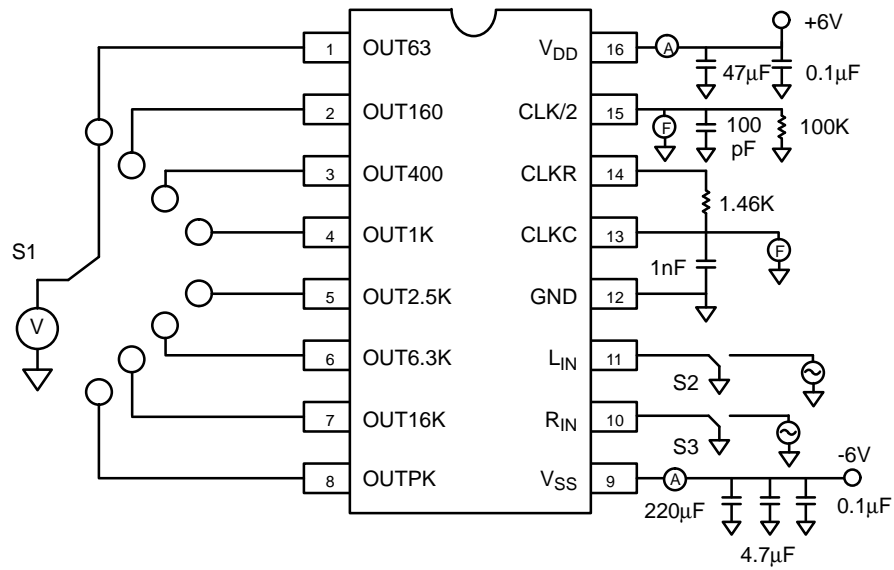 +6V
1 OUT63 V_DD 16 A
47µF 0.1µF
2 OUT160 CLK/2 15
F 100 pF 100K
3 OUT400 CLKR 14
1.46K
4 OUT1K CLKC 13
S1
F
1nF
5 OUT2.5K GND 12
V
6 OUT6.3K L_IN 11
S2
7 OUT16K R_IN 10
S3
-6V
8 OUTPK V_SS 9 A
220µF 0.1µF
4.7µF